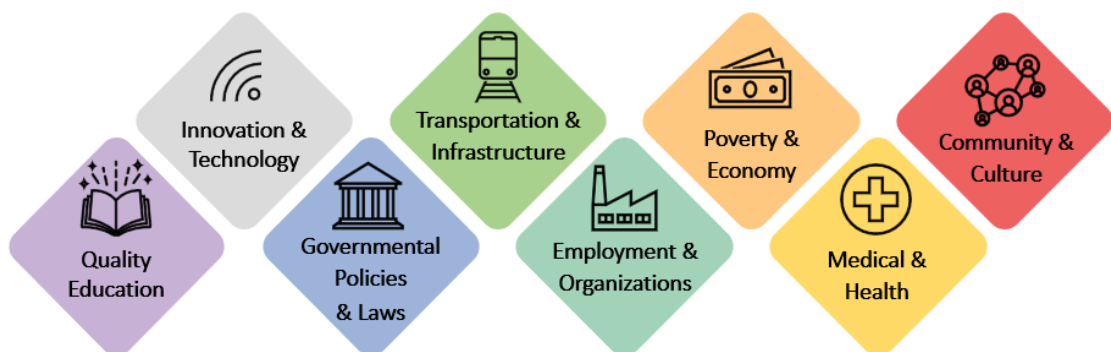 Quality
Education
Innovation &
Technology
Governmental
Policies
& Laws
Transportation &
Infrastructure
Employment &
Organizations
Poverty &
Economy
Medical &
Health
Community &
Culture